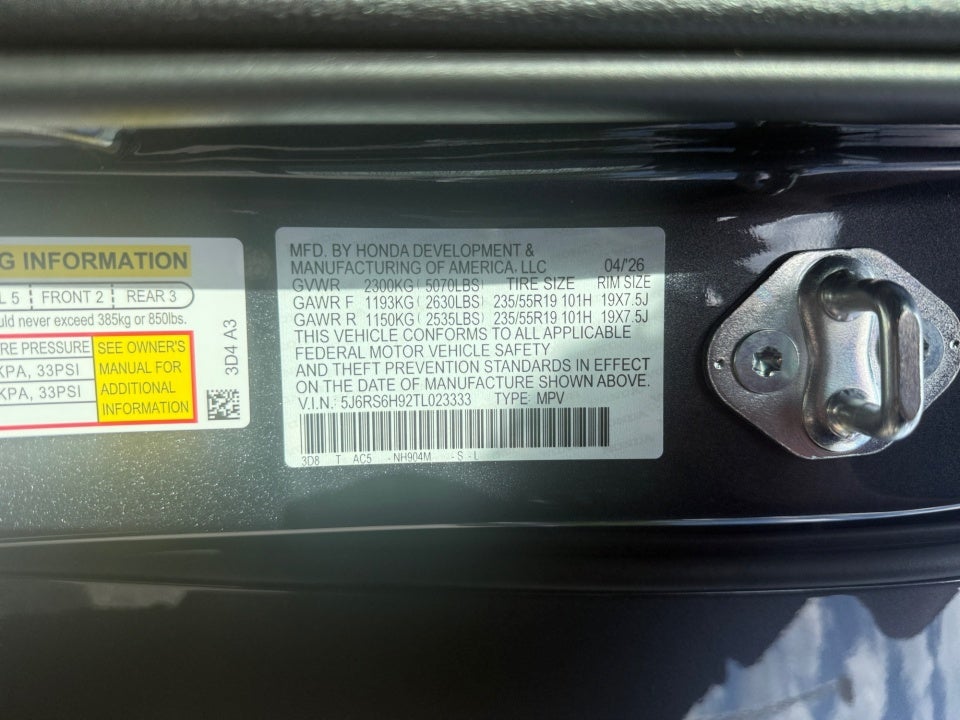 G INFORMATION
L 5 FRONT 2 REAR 3
uld never exceed 385kg or 850lbs.
RE PRESSURE
KPA, 33PSI
KPA, 33PSI
SEE OWNER'S
MANUAL FOR
ADDITIONAL
INFORMATION
3D4 A3
MFD. BY HONDA DEVELOPMENT &
MANUFACTURING OF AMERICA, LLC 04/'26
GVWR 2300KG ( 5070LBS) TIRE SIZE RIM SIZE
GAWR F 1193KG ( 2630LBS) 235/55R19 101H 19X7.5J
GAWR R 1150KG ( 2535LBS) 235/55R19 101H 19X7.5J
THIS VEHICLE CONFORMS TO ALL APPLICABLE
FEDERAL MOTOR VEHICLE SAFETY
AND THEFT PREVENTION STANDARDS IN EFFECT
ON THE DATE OF MANUFACTURE SHOWN ABOVE.
V.I.N. 5J6RS6H92TL023333 TYPE: MPV
3D8 T AC5 -NH904M -S-L